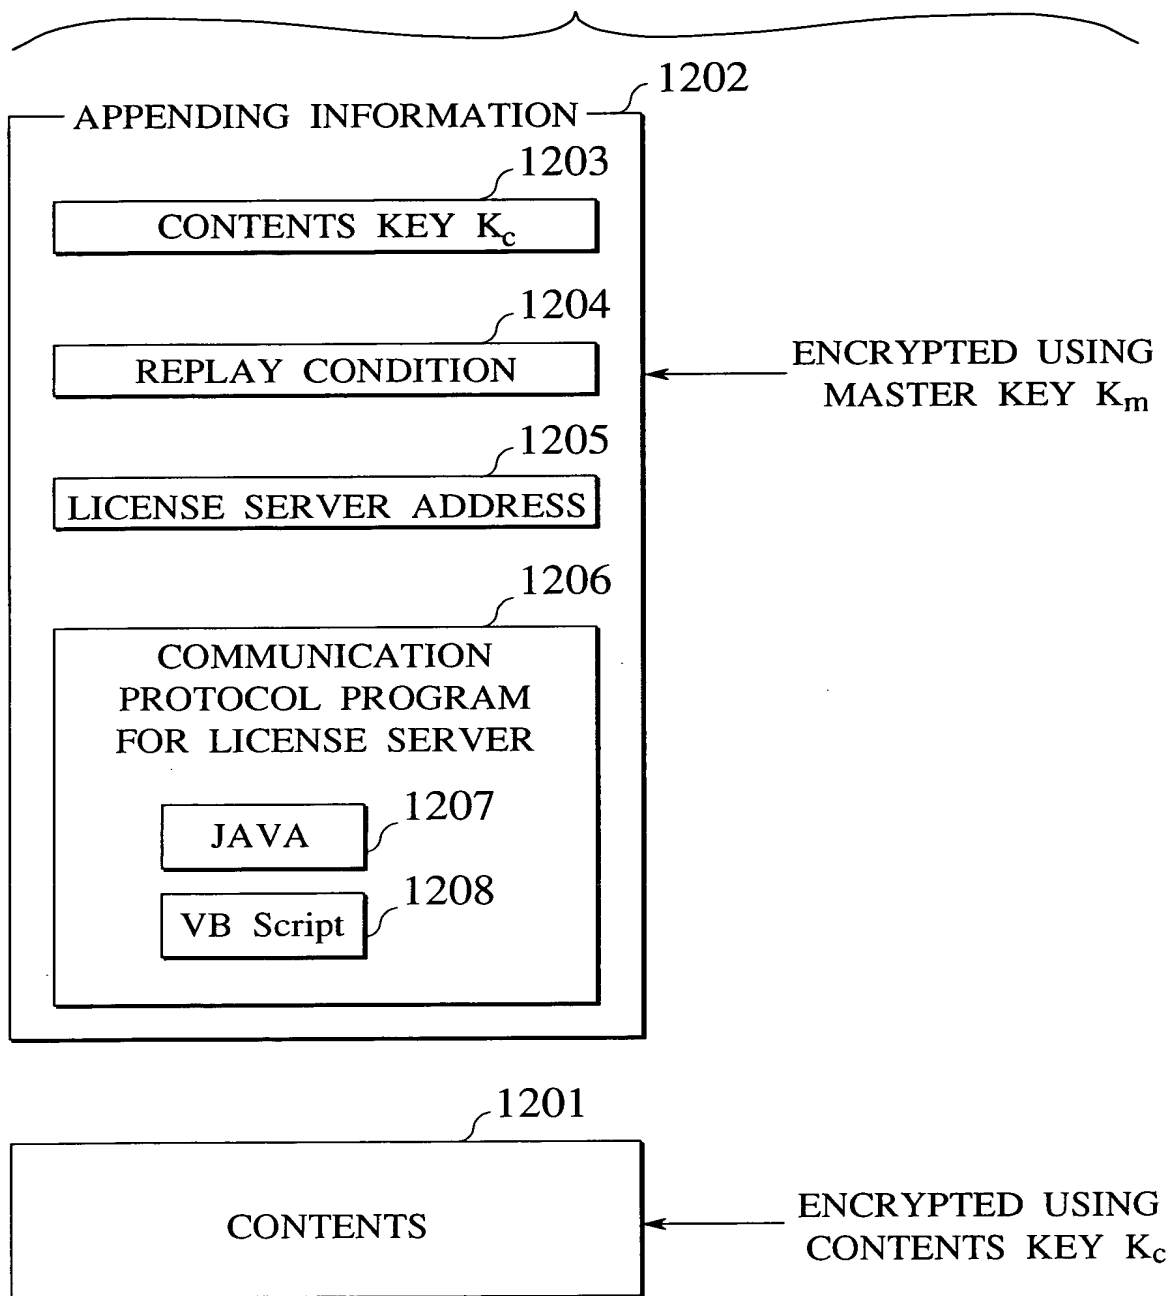 1202
APPENDING INFORMATION
1203
CONTENTS KEY Kc
1204
REPLAY CONDITION
ENCRYPTED USING
MASTER KEY Km
1205
LICENSE SERVER ADDRESS
1206
COMMUNICATION
PROTOCOL PROGRAM
FOR LICENSE SERVER
1207
JAVA
1208
VB Script
1201
CONTENTS
ENCRYPTED USING
CONTENTS KEY Kc